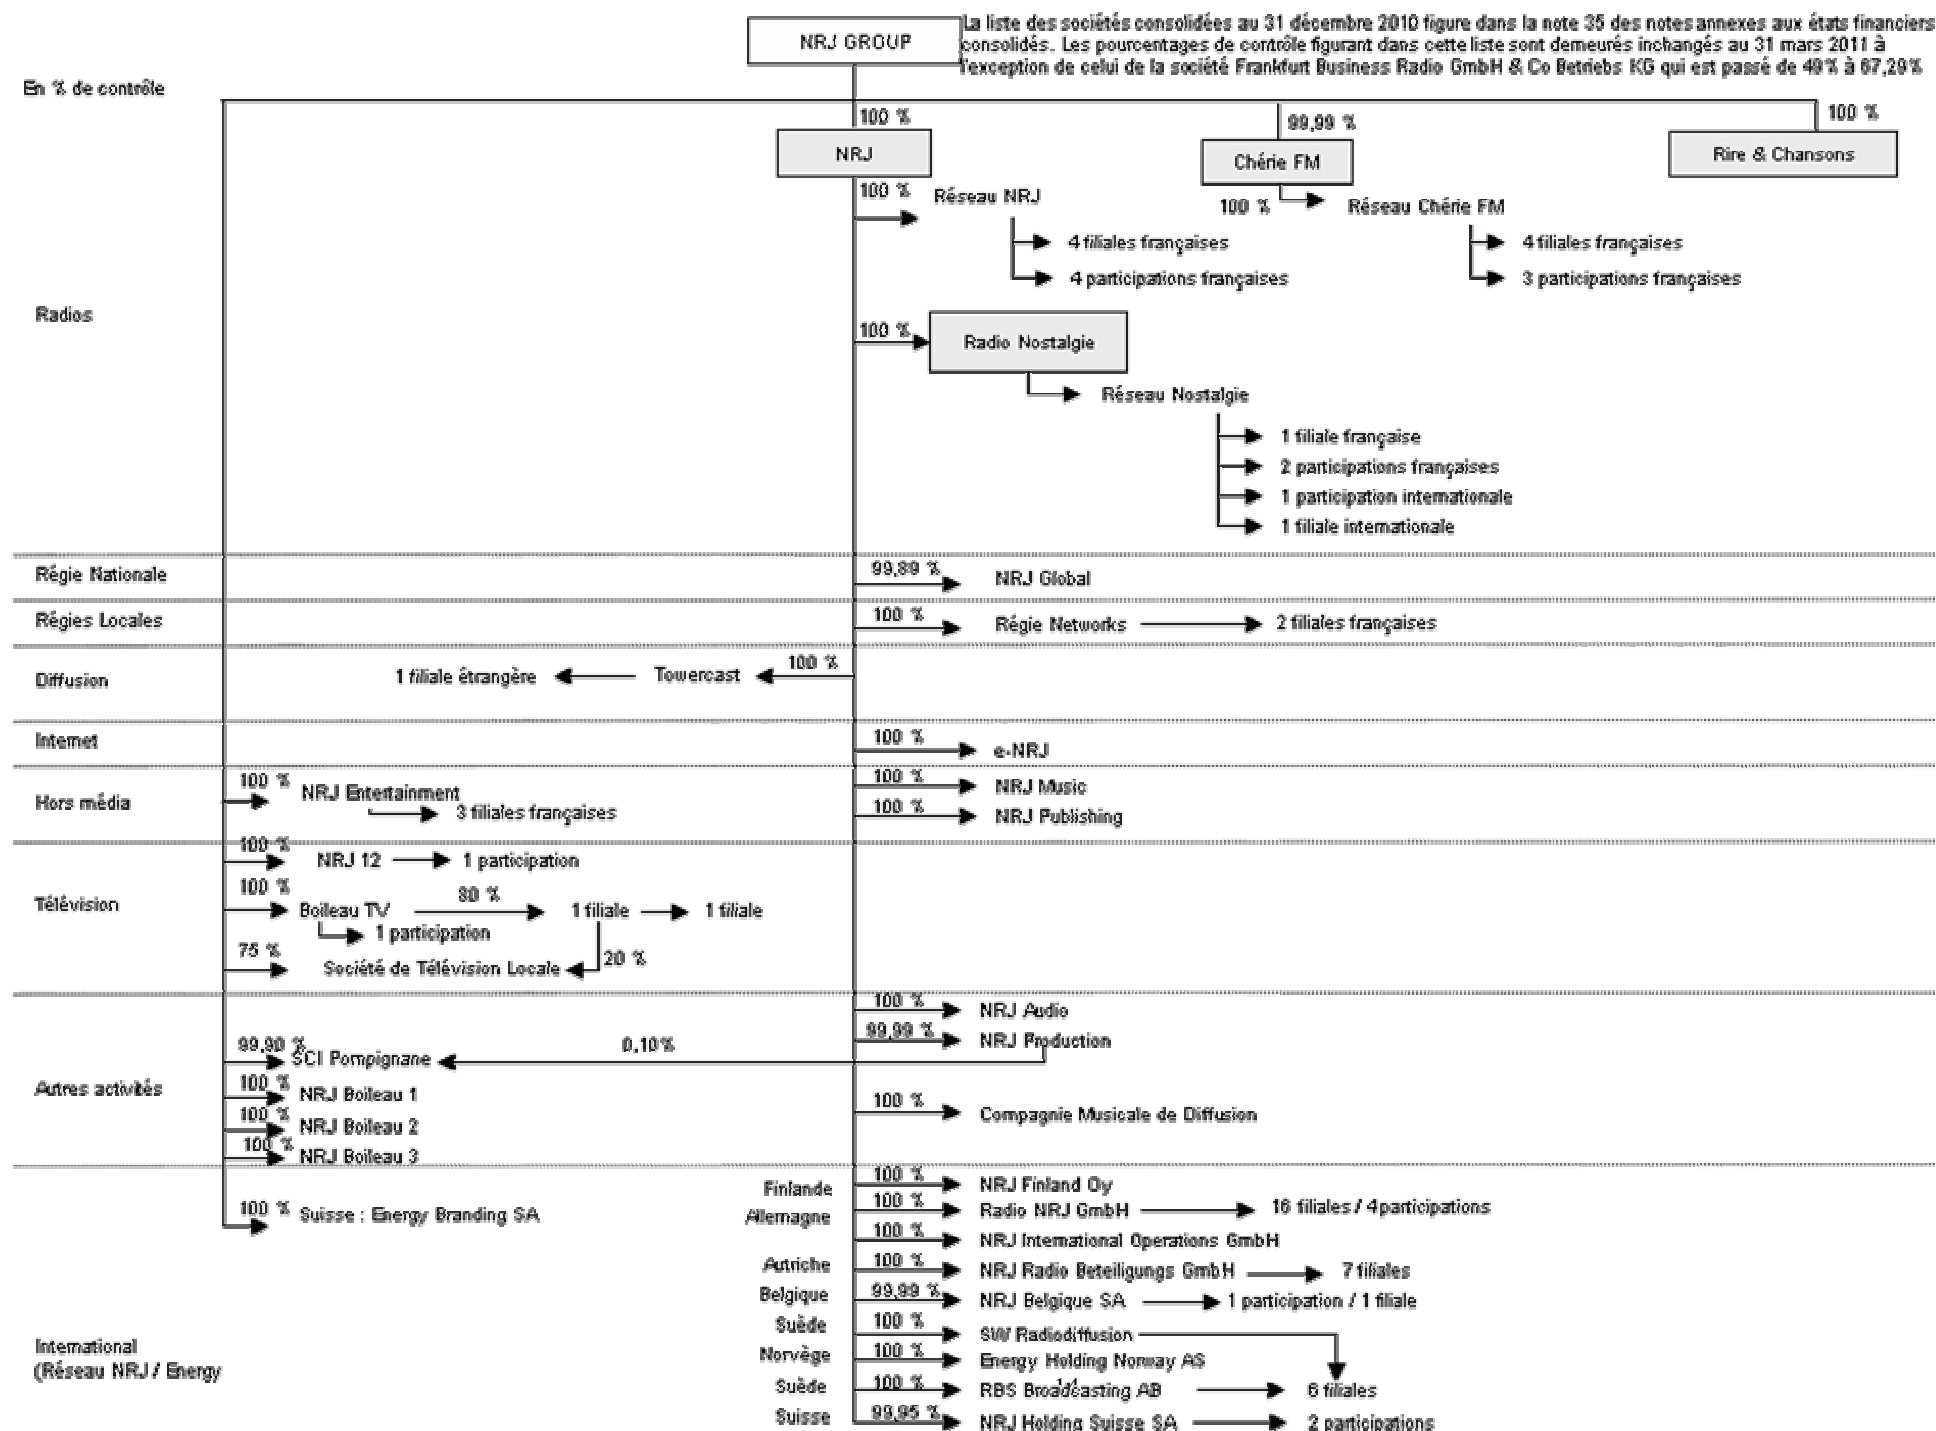 NRJ GROUP
La liste des sociétés consolidées au 31 décembre 2010 figure dans la note 35 des notes annexes aux états financiers
consolidés. Les pourcentages de contrôle figurant dans cette liste sont demeurés inchangés au 31 mars 2011 à
l'exception de celui de la société Frankfurt Business Radio GmbH & Co Betriebs KG qui est passé de 49% à 67,29%
En % de contrôle
100 %
99,99 %
100 %
NRJ
Chérie FM
Rire & Chansons
100 %
Réseau NRJ
100 %
Réseau Chérie FM
4 filiales françaises
4 filiales françaises
4 participations françaises
3 participations françaises
Radios
100 %
Radio Nostalgie
Réseau Nostalgie
1 filiale française
2 participations françaises
1 participation internationale
1 filiale internationale
Régie Nationale
99,89 %
NRJ Global
Régies Locales
100 %
Régie Networks
2 filiales françaises
Diffusion
1 filiale étrangère
Towercast
100 %
Internet
100 %
e-NRJ
Hors média
100 %
NRJ Entertainment
3 filiales françaises
100 %
NRJ Music
100 %
NRJ Publishing
Télévision
100 %
NRJ 12
1 participation
100 %
Boileau TV
80 %
1 filiale
1 filiale
1 participation
75 %
Société de Télévision Locale
20 %
Autres activités
100 %
NRJ Audio
99,99 %
NRJ Production
99,90 %
SCI Pompignane
0,10%
100 %
NRJ Boileau 1
100 %
Compagnie Musicale de Diffusion
100 %
NRJ Boileau 2
100 %
NRJ Boileau 3
International
(Réseau NRJ / Energy
100 %
Suisse : Energy Branding SA
Finlande
100 %
NRJ Finland Oy
Allemagne
100 %
Radio NRJ GmbH
16 filiales / 4 participations
100 %
NRJ International Operations GmbH
Autriche
100 %
NRJ Radio Beteiligungs GmbH
7 filiales
Belgique
99,99 %
NRJ Belgique SA
1 participation / 1 filiale
Suède
100 %
SW Radiodiffusion
Norvège
100 %
Energy Holding Norway AS
Suède
100 %
RBS Broadcasting AB
6 filiales
Suisse
99,95 %
NRJ Holding Suisse SA
2 participations